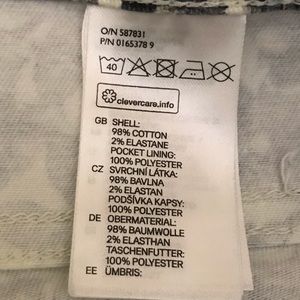 O/N 587831
P/N 0165378 9
40
clevercare.info
GB SHELL:
98% COTTON
2% ELASTANE
POCKET LINING:
100% POLYESTER
CZ SVRCHNÍ LÁTKA:
98% BAVLNA
2% ELASTAN
PODŠÍVKA KAPSY:
100% POLYESTER
DE OBERMATERIAL:
98% BAUMWOLLE
2% ELASTHAN
TASCHENFUTTER:
100% POLYESTER
EE ÜMBRIS: